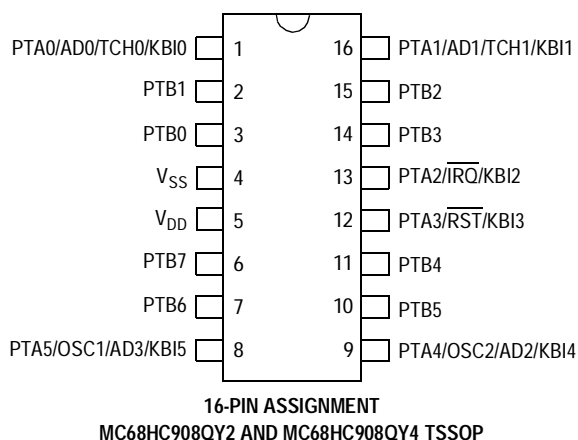 PTA0/AD0/TCH0/KBI0 1 16 PTA1/AD1/TCH1/KBI1
PTB1 2 15 PTB2
PTB0 3 14 PTB3
VSS 4 13 PTA2/IRQ/KBI2
VDD 5 12 PTA3/RST/KBI3
PTB7 6 11 PTB4
PTB6 7 10 PTB5
PTA5/OSC1/AD3/KBI5 8 9 PTA4/OSC2/AD2/KBI4
16-PIN ASSIGNMENT
MC68HC908QY2 AND MC68HC908QY4 TSSOP